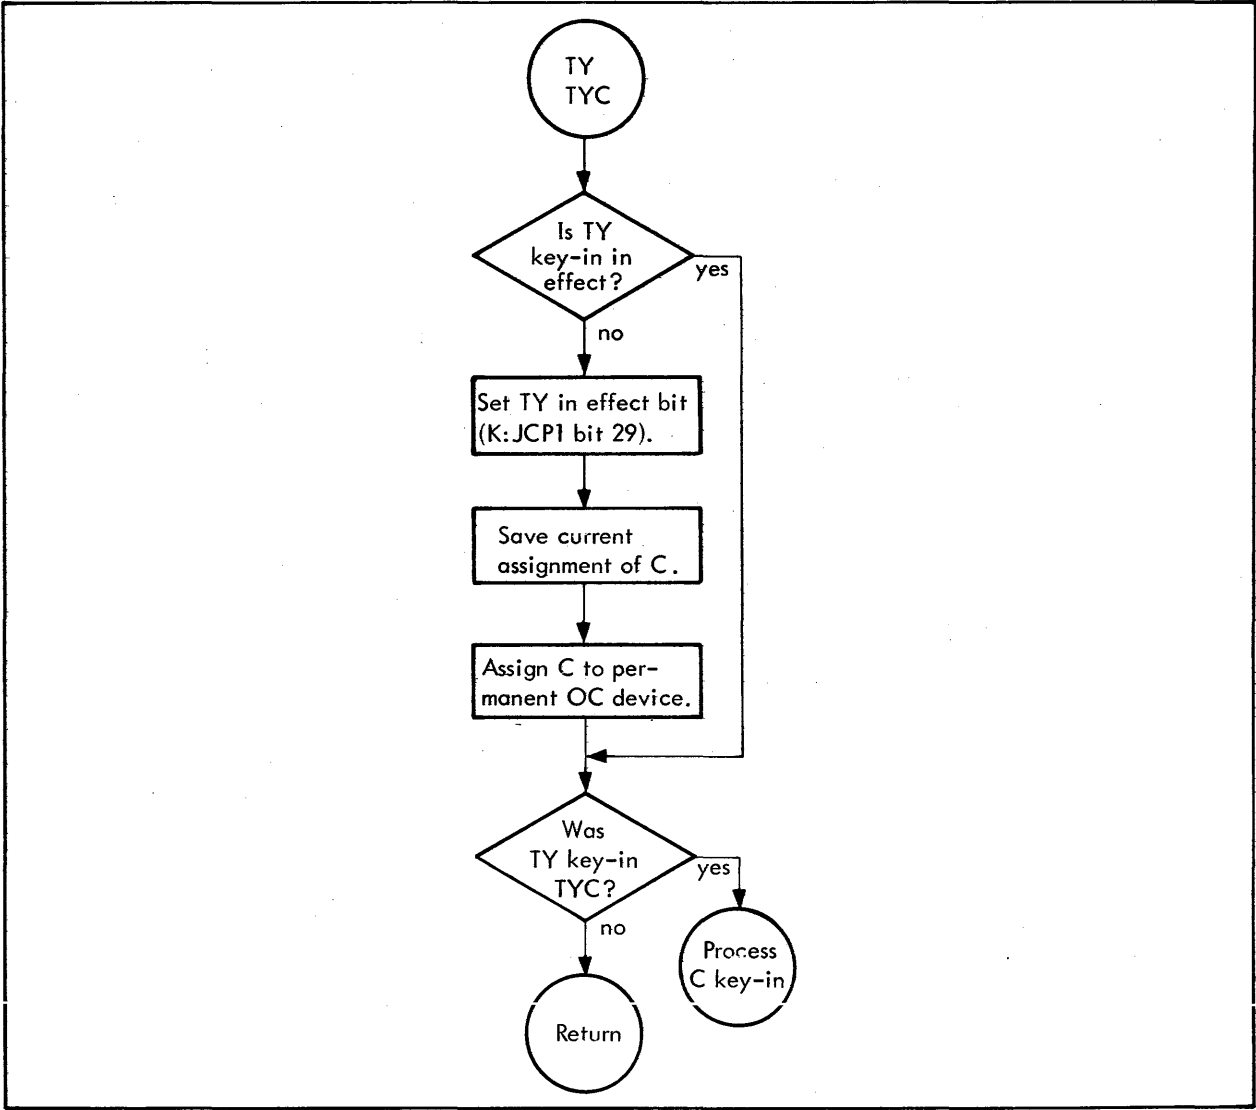 TY
TYC
Is TY
key-in in
effect?
yes
no
Set TY in effect bit
(K:JCP1 bit 29).
Save current
assignment of C.
Assign C to per-
manent OC device.
Was
TY key-in
TYC?
yes
no
Process
C key-in
Return